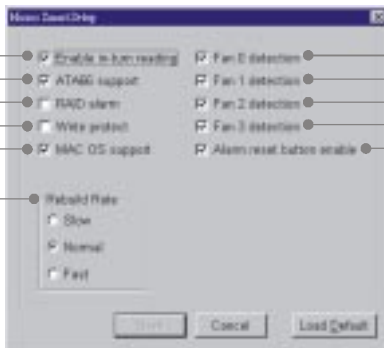 Enable in-turn reading
ATA66 support
RAID alarm
Write protect
MAC OS support
Fan 0 detection
Fan 1 detection
Fan 2 detection
Fan 3 detection
Alarm reset button enable
Rebuild Rate
Slow
Normal
Fast
Cancel
Load Default